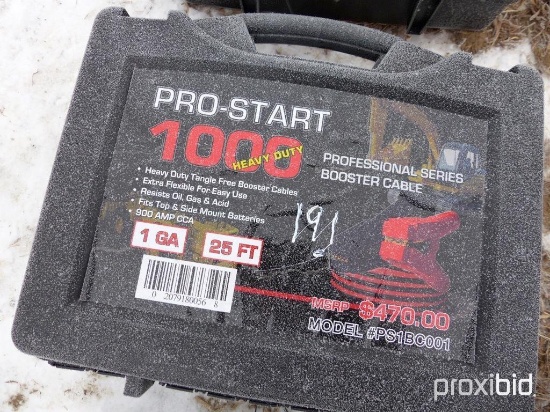 PRO-START
1000
HEAVY DUTY
PROFESSIONAL SERIES
BOOSTER CABLE
• Heavy Duty Tangle Free Booster Cables
• Extra Flexible For Easy Use
• Resists Oil, Gas & Acid
• Fits Top & Side Mount Batteries
• 900 AMP CCA
191
1 GA 25 FT
0 2079180056 8
MSRP $470.00
MODEL #PS1BC001
proxibid